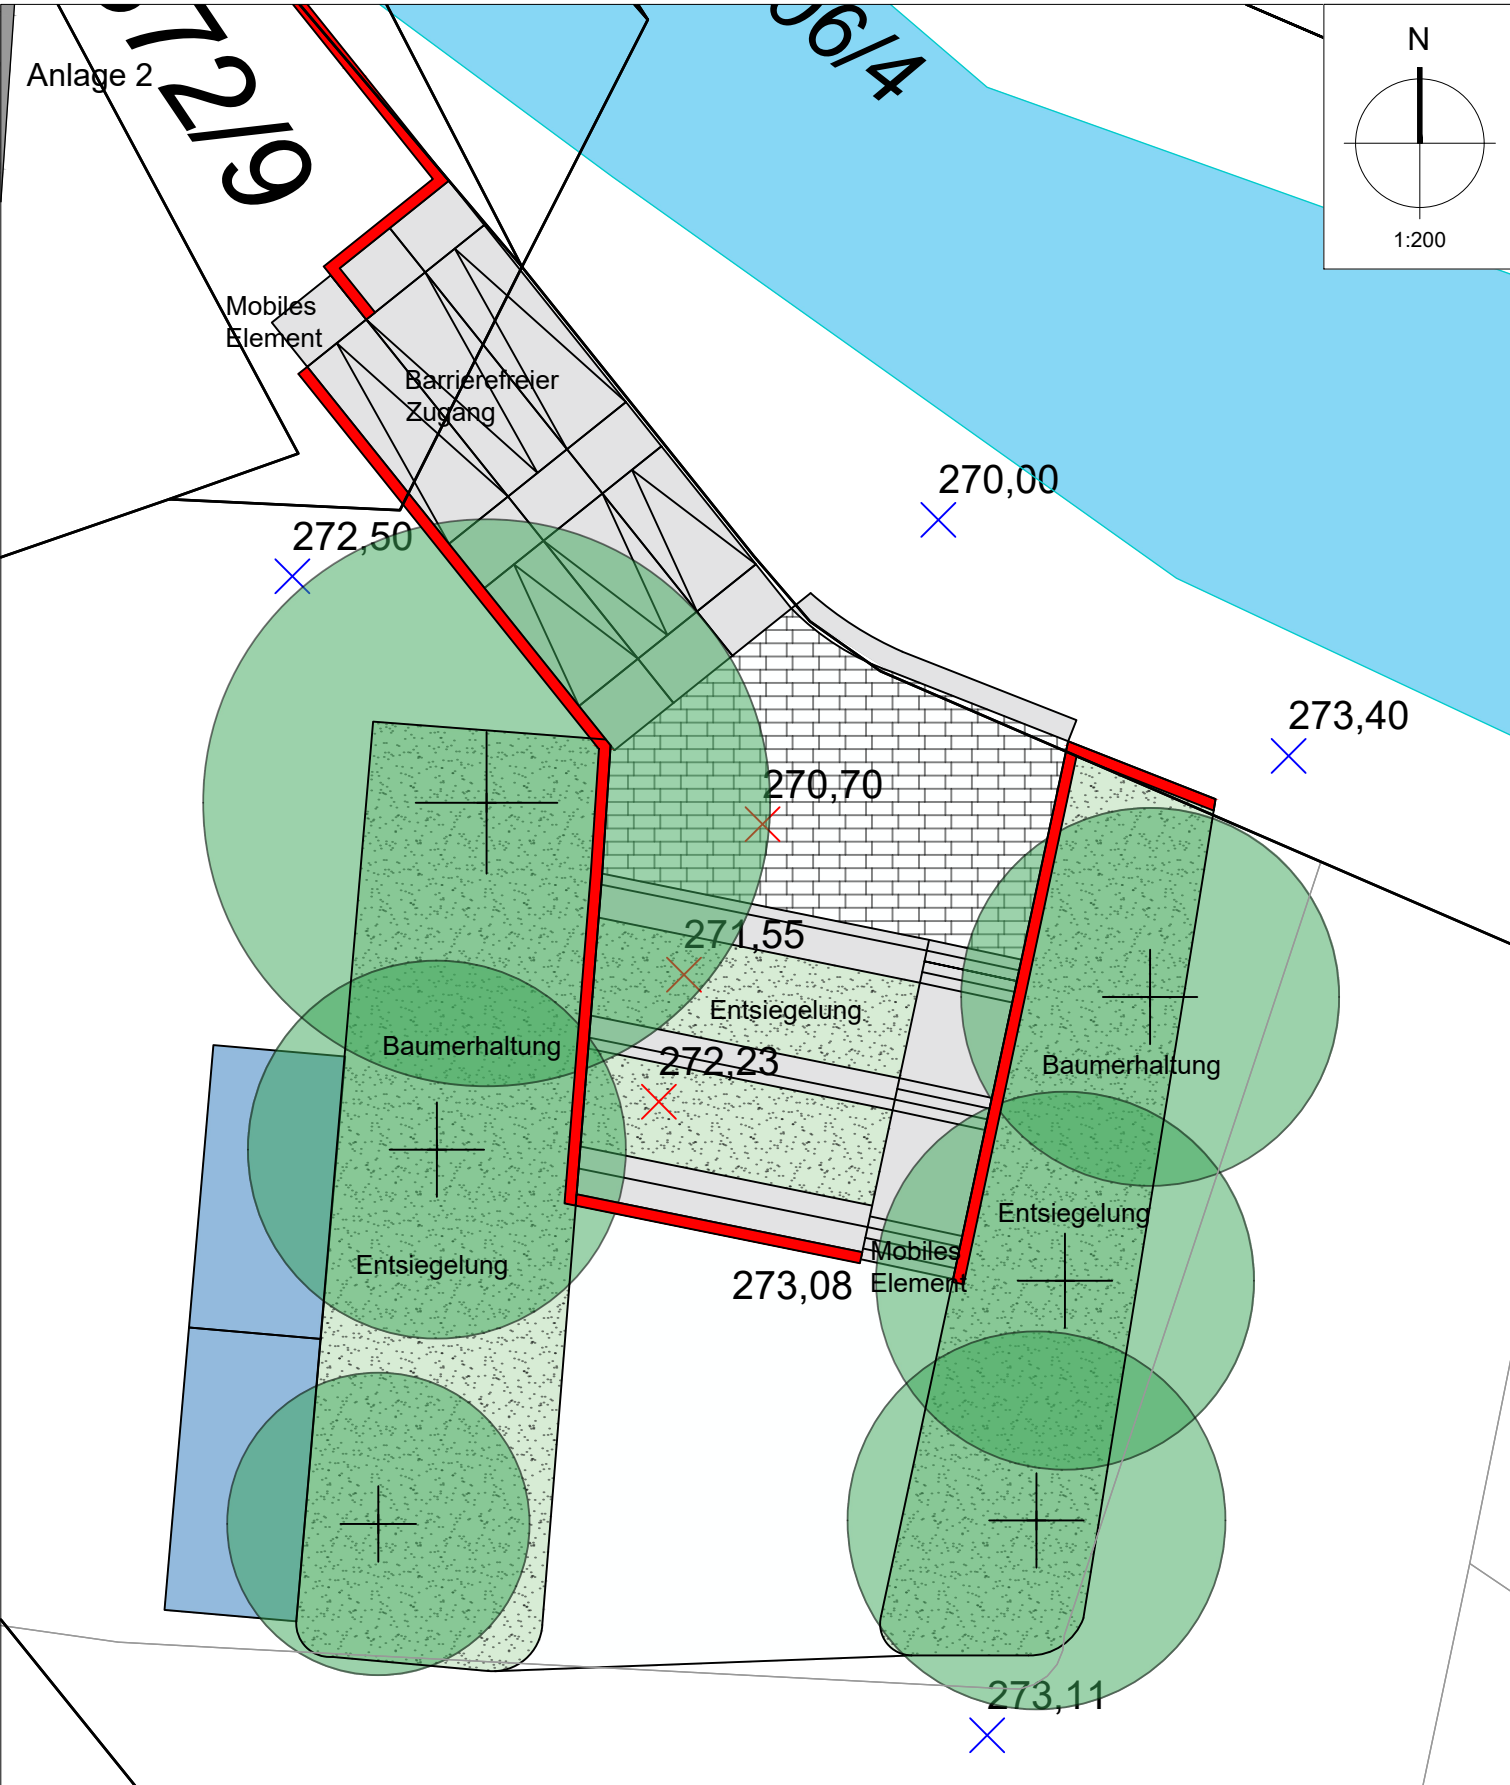 Anlage 2
72/9
06/4
N
1:200
Mobiles
Element
Barrierefreier
Zugang
270,00
272,50
273,40
270,70
271,55
Entsiegelung
Baumerhaltung
272,23
Baumerhaltung
Entsiegelung
Entsiegelung
Mobiles
Element
273,08
273,11